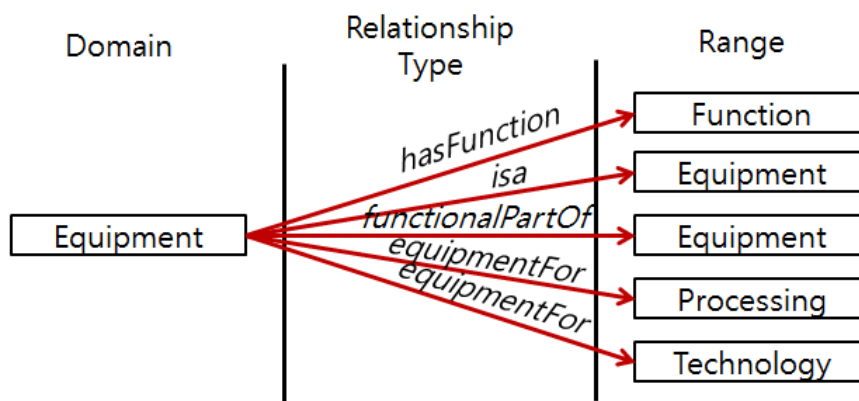 Domain
Relationship
Type
Range
hasFunction
Function
isa
Equipment
Equipment
functionalPartOf
Equipment
equipmentFor
Processing
equipmentFor
Technology